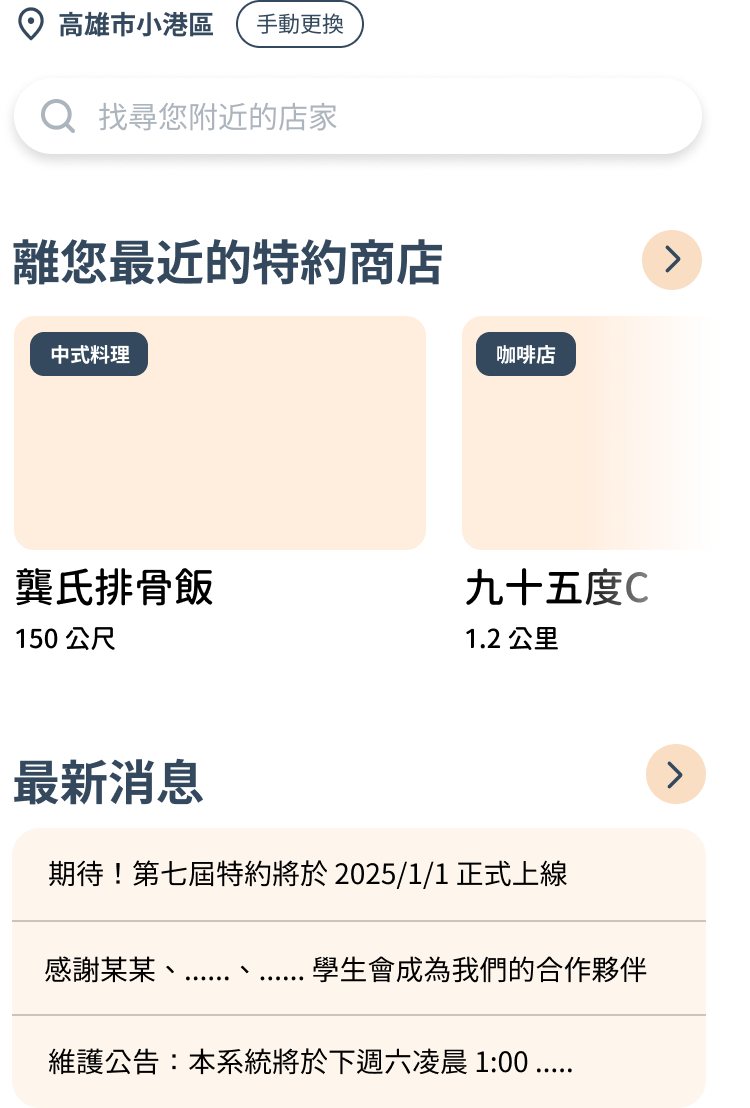 高雄市小港區 手動更換
找尋您附近的店家
離您最近的特約商店
中式料理 咖啡店
龔氏排骨飯 九十五度C
150 公尺 1.2 公里
最新消息
期待！第七屆特約將於 2025/1/1 正式上線
感謝某某、......、...... 學生會成為我們的合作夥伴
維護公告：本系統將於下週六凌晨 1:00 .....